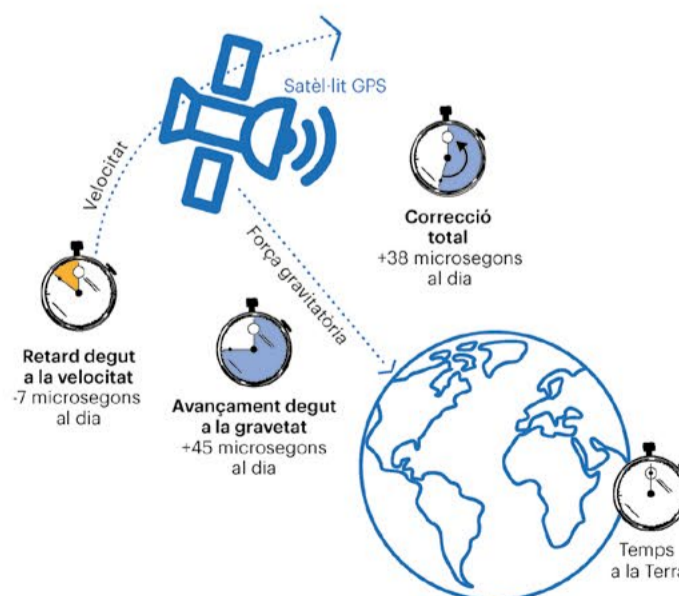 Satèl·lit GPS
Velocitat
Força gravitatòria
Correcció
total
+38 microsegons
al dia
Retard degut
a la velocitat
-7 microsegons
al dia
Avançament degut
a la gravetat
+45 microsegons
al dia
Temps
a la Terra